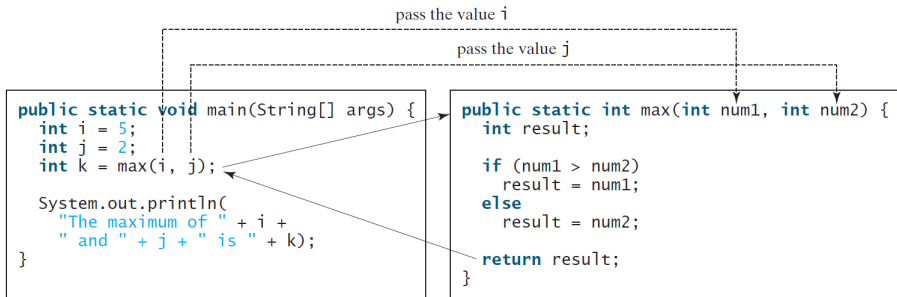 pass the value i
pass the value j
public static void main(String[] args) {
  int i = 5;
  int j = 2;
  int k = max(i, j);

  System.out.println(
    "The maximum of " + i +
    " and " + j + " is " + k);
}
public static int max(int num1, int num2) {
  int result;

  if (num1 > num2)
    result = num1;
  else
    result = num2;

  return result;
}